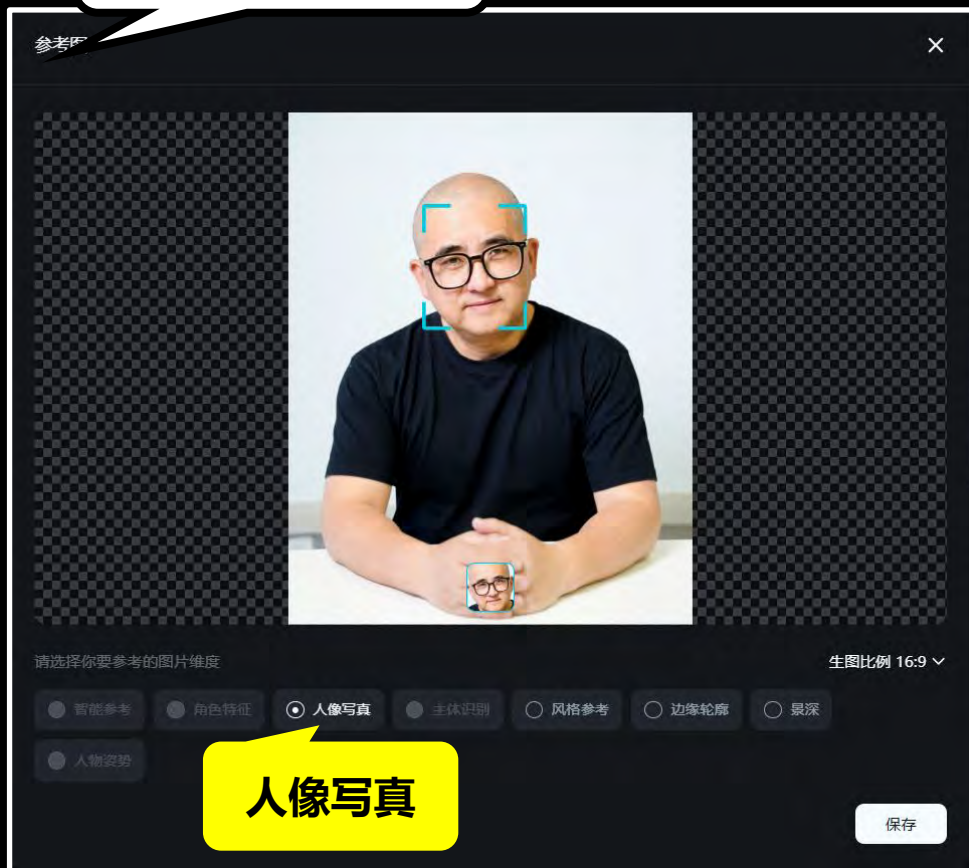 参考图
请选择你要参考的图片维度
生图比例 16:9
智能参考 角色特征 人像写真 主体识别 风格参考 边缘轮廓 景深
人物姿势
人像写真
保存